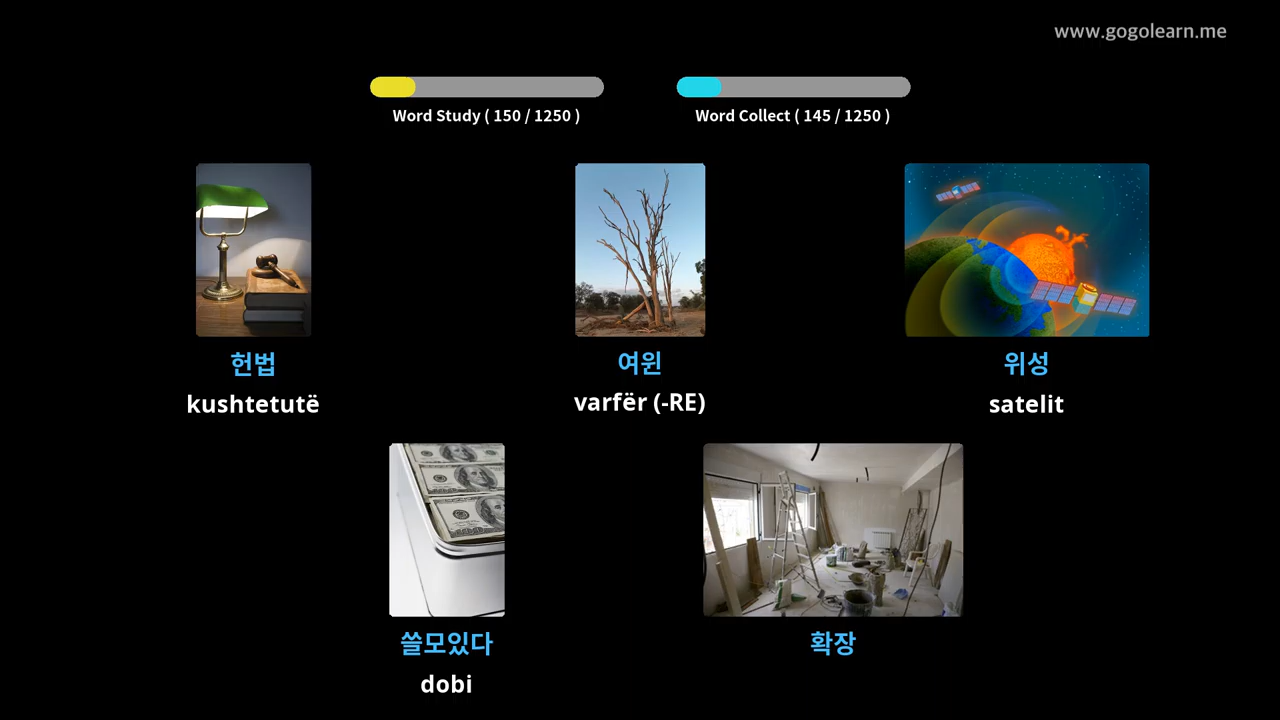 www.gogolearn.me
Word Study ( 150 / 1250 )
Word Collect ( 145 / 1250 )
헌법
kushtetutë
여윈
varfër (-RE)
위성
satelit
쓸모있다
dobi
확장